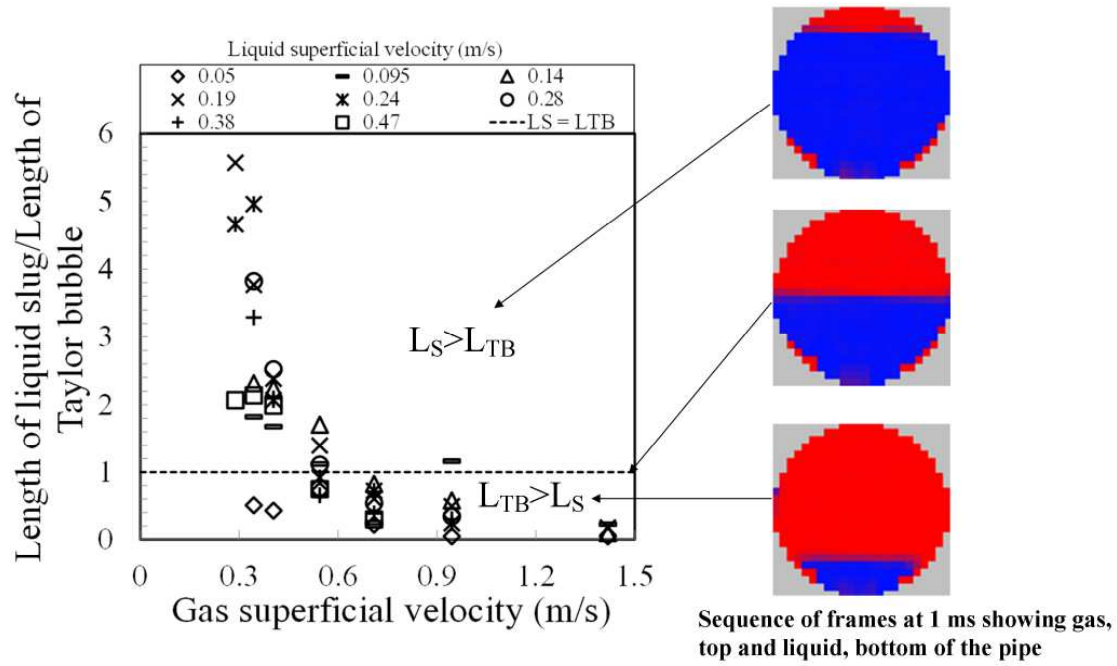 Liquid superficial velocity (m/s)
0.05 0.095 0.14
0.19 0.24 0.28
0.38 0.47 LS = LTB
Length of liquid slug/Length of
Taylor bubble
6
5
4
3
2
1
0
LS>LTB
LTB>LS
0 0.3 0.6 0.9 1.2 1.5
Gas superficial velocity (m/s)
Sequence of frames at 1 ms showing gas,
top and liquid, bottom of the pipe